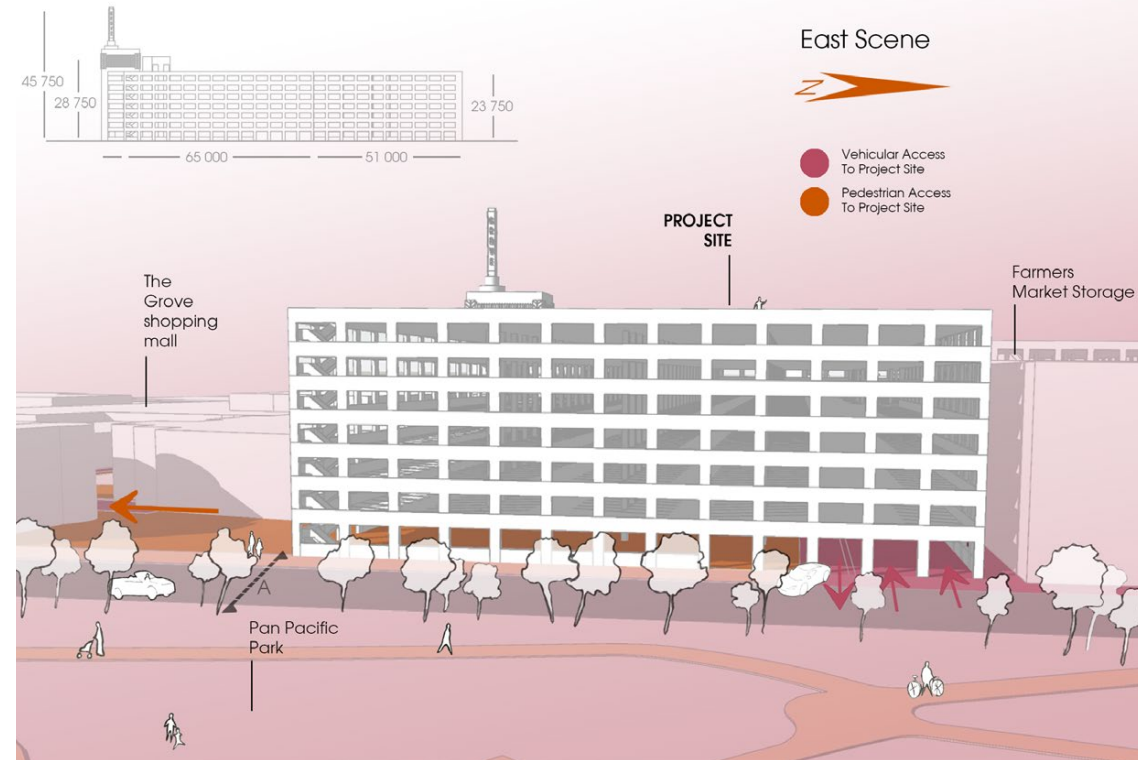 45 750
28 750
23 750
65 000
51 000
East Scene
N
Vehicular Access
To Project Site
Pedestrian Access
To Project Site
PROJECT
SITE
The
Grove
shopping
mall
Farmers
Market Storage
A
A
Pan Pacific
Park